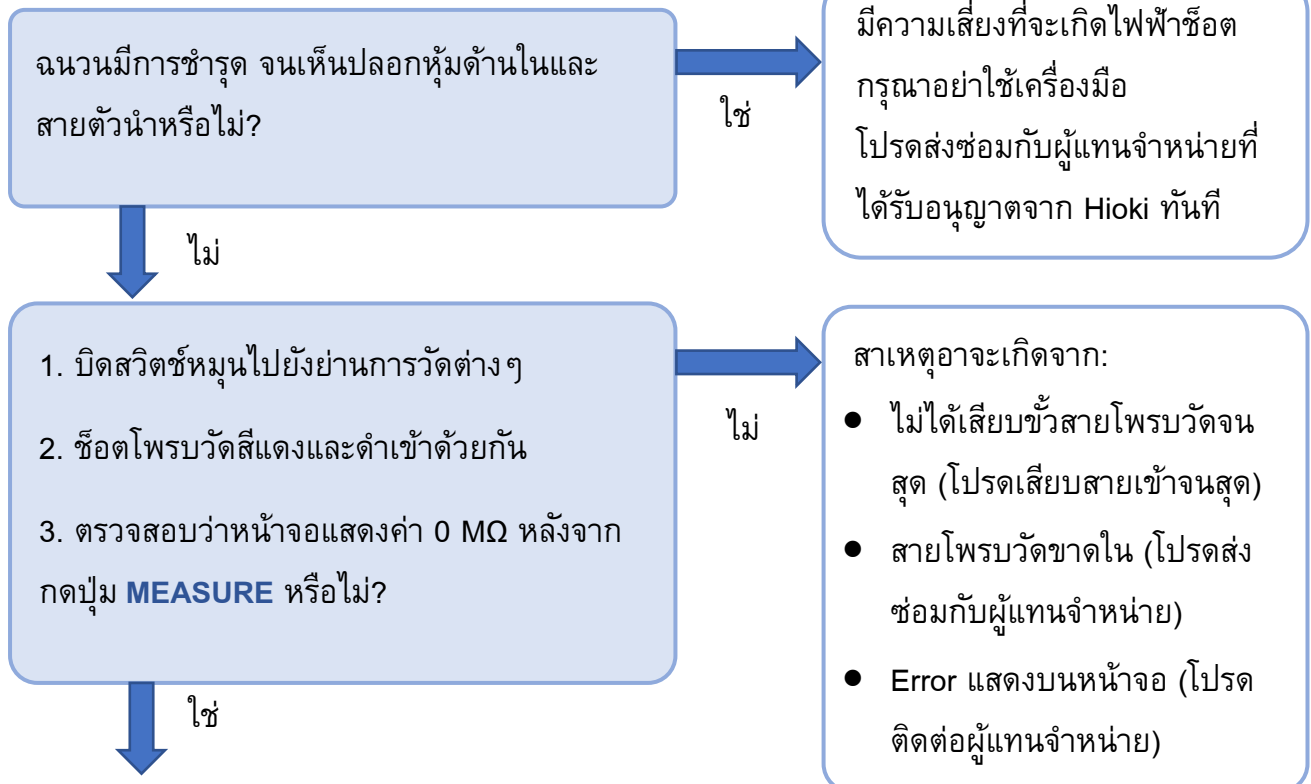 ฉนวนมีการชำรุด จนเห็นปลอกหุ้มด้านในและ
สายตัวนำหรือไม่?
ใช่
มีความเสี่ยงที่จะเกิดไฟฟ้าช็อต
กรุณาอย่าใช้เครื่องมือ
โปรดส่งซ่อมกับผู้แทนจำหน่ายที่
ได้รับอนุญาตจาก Hioki ทันที
ไม่
1. บิดสวิตช์หมุนไปยังย่านการวัดต่างๆ
2. ช็อตโพรบวัดสีแดงและดำเข้าด้วยกัน
3. ตรวจสอบว่าหน้าจอแสดงค่า 0 MΩ หลังจาก
กดปุ่ม MEASURE หรือไม่?
ไม่
สาเหตุอาจะเกิดจาก:
● ไม่ได้เสียบขั้วสายโพรบวัดจน
สุด (โปรดเสียบสายเข้าจนสุด)
● สายโพรบวัดขาดใน (โปรดส่ง
ซ่อมกับผู้แทนจำหน่าย)
● Error แสดงบนหน้าจอ (โปรด
ติดต่อผู้แทนจำหน่าย)
ใช่